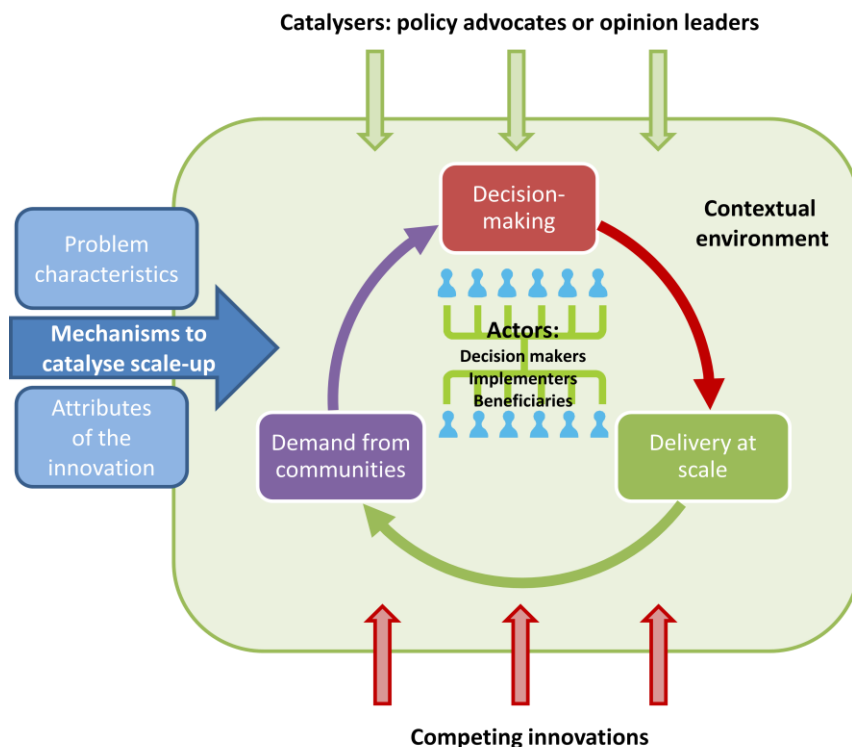 Catalysers: policy advocates or opinion leaders
Decision-
making
Contextual
environment
Problem
characteristics
Mechanisms to
catalyse scale-up
Attributes
of the
innovation
Actors:
Decision makers
Implementers
Beneficiaries
Demand from
communities
Delivery at
scale
Competing innovations